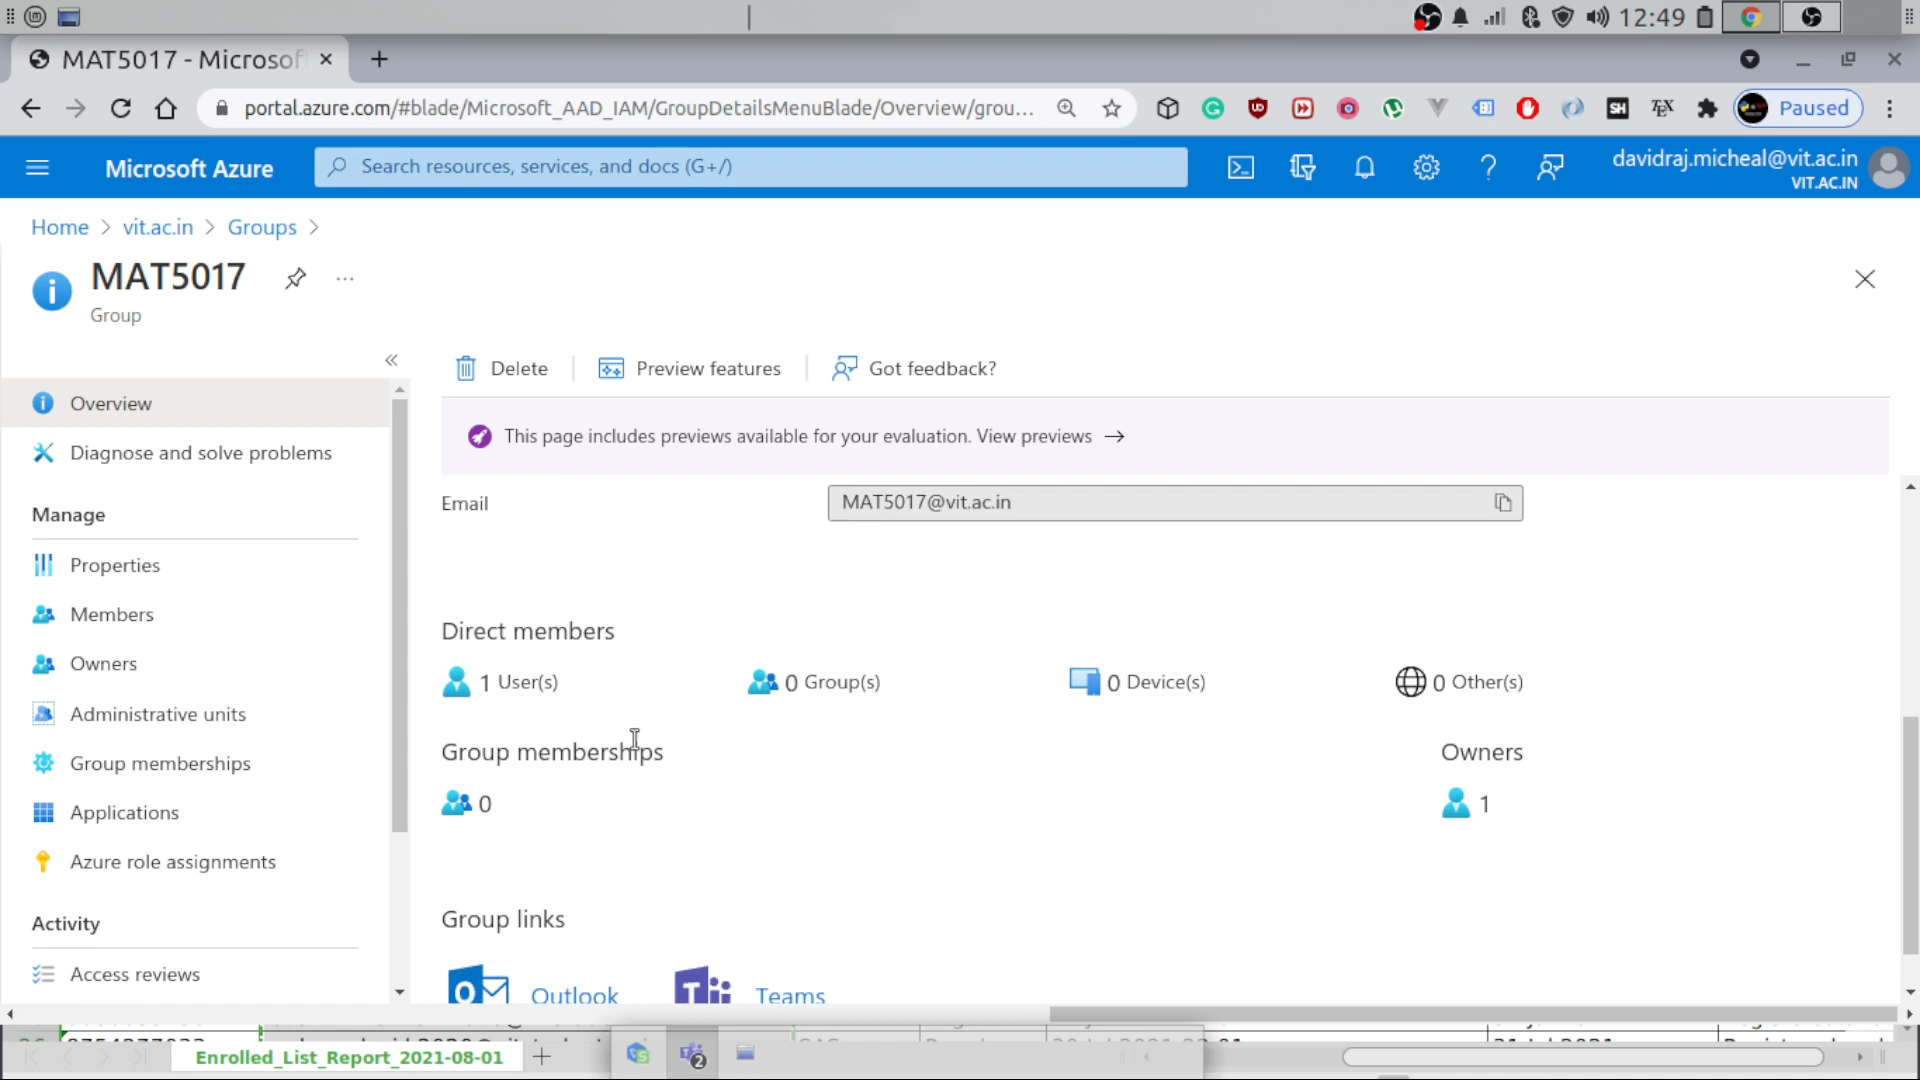 12:49
MAT5017 - Microsof
portal.azure.com/#blade/Microsoft_AAD_IAM/GroupDetailsMenuBlade/Overview/grou...
SH
TEX
Paused
Microsoft Azure
Search resources, services, and docs (G+/)
davidraj.micheal@vit.ac.in
VIT.AC.IN
Home > vit.ac.in > Groups >
MAT5017
...
Group
Delete
Preview features
Got feedback?
Overview
Diagnose and solve problems
Manage
Properties
Members
Owners
Administrative units
Group memberships
Applications
Azure role assignments
Activity
Access reviews
This page includes previews available for your evaluation. View previews →
Email
MAT5017@vit.ac.in
Direct members
1 User(s)
0 Group(s)
0 Device(s)
0 Other(s)
Group memberships
Owners
0
1
Group links
Outlook
Teams
Enrolled_List_Report_2021-08-01
2